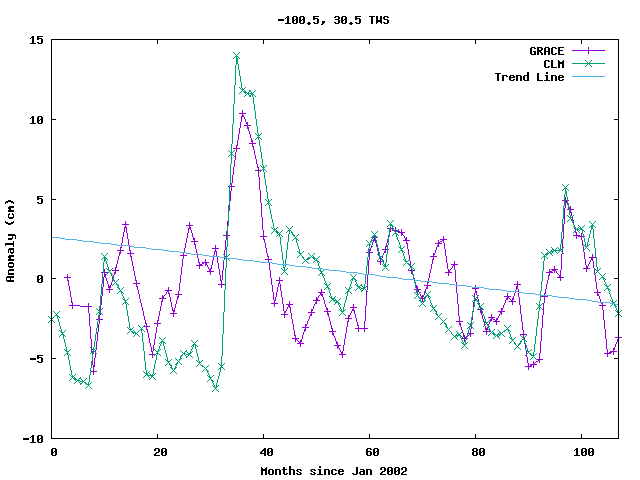 -100.5, 30.5 TWS
GRACE
CLM
Trend Line
15
10
5
0
-5
-10
Anomaly (cm)
0 20 40 60 80 100
Months since Jan 2002